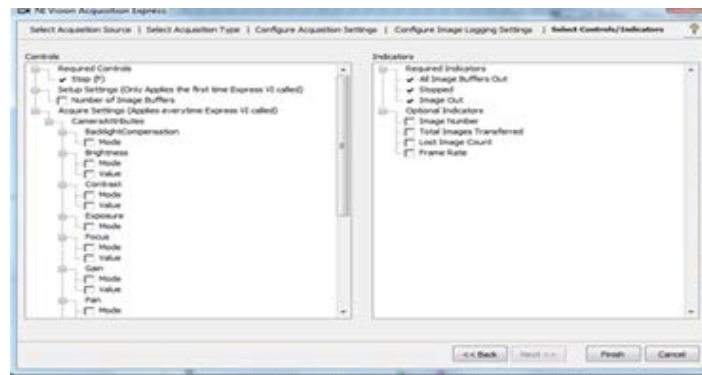 NI Vision Acquisition Express
Select Acquisition Source | Select Acquisition Type | Configure Acquisition Settings | Configure Image Logging Settings | Select Controls/Indicators
Controls
Required Controls
Stop (F)
Setup Settings (Only Applies the first time Express VI called)
Number of Image Buffers
Acquire Settings (Applies everytime Express VI called)
CameraAttributes
BacklightCompensation
Mode
Brightness
Mode
Value
Contrast
Mode
Value
Exposure
Mode
Focus
Mode
Value
Gain
Mode
Value
Pan
Mode
Indicators
Required Indicators
All Image Buffers Out
Stopped
Image Out
Optional Indicators
Image Number
Total Images Transferred
Lost Image Count
Frame Rate
<< Back
Next >>
Finish
Cancel